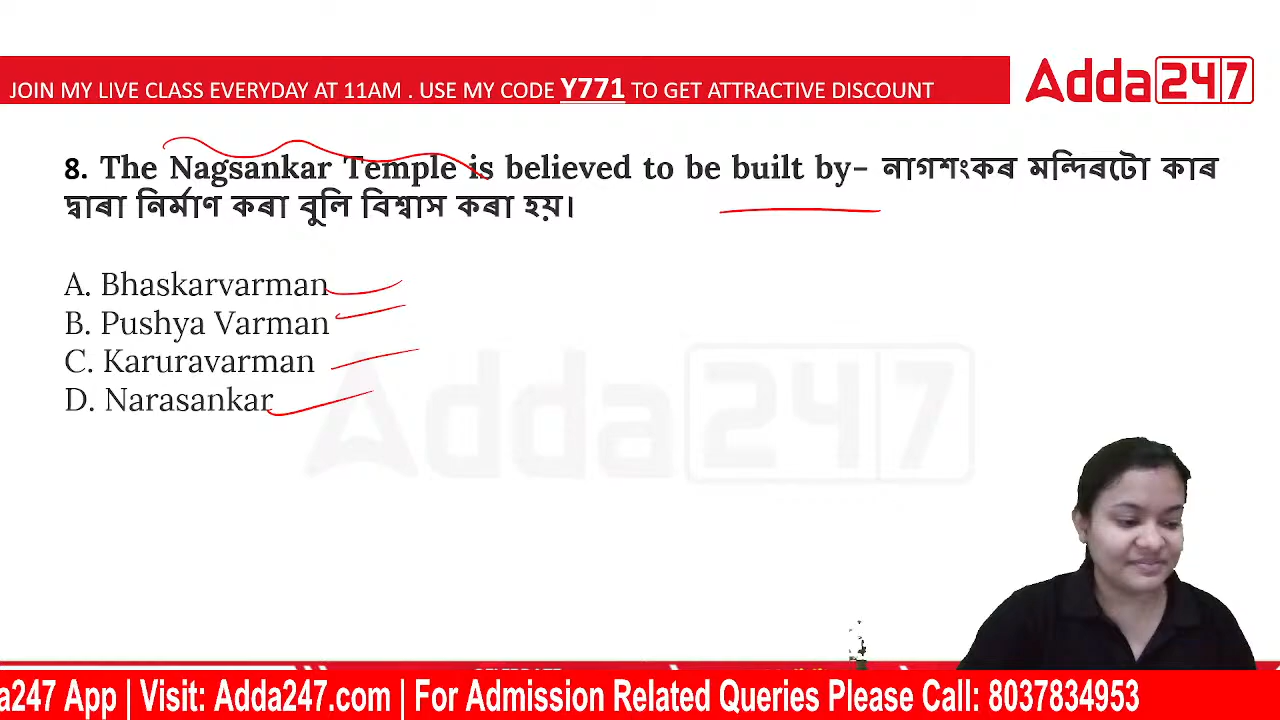 JOIN MY LIVE CLASS EVERYDAY AT 11AM . USE MY CODE Y771 TO GET ATTRACTIVE DISCOUNT
Adda247
8. The Nagsankar Temple is believed to be built by- নাগশংকৰ মন্দিৰটো কাৰ
দ্বাৰা নিৰ্মাণ কৰা বুলি বিশ্বাস কৰা হয়।
A. Bhaskarvarman
B. Pushya Varman
C. Karuravarman
D. Narasankar
Adda247
a247 App | Visit: Adda247.com | For Admission Related Queries Please Call: 8037834953